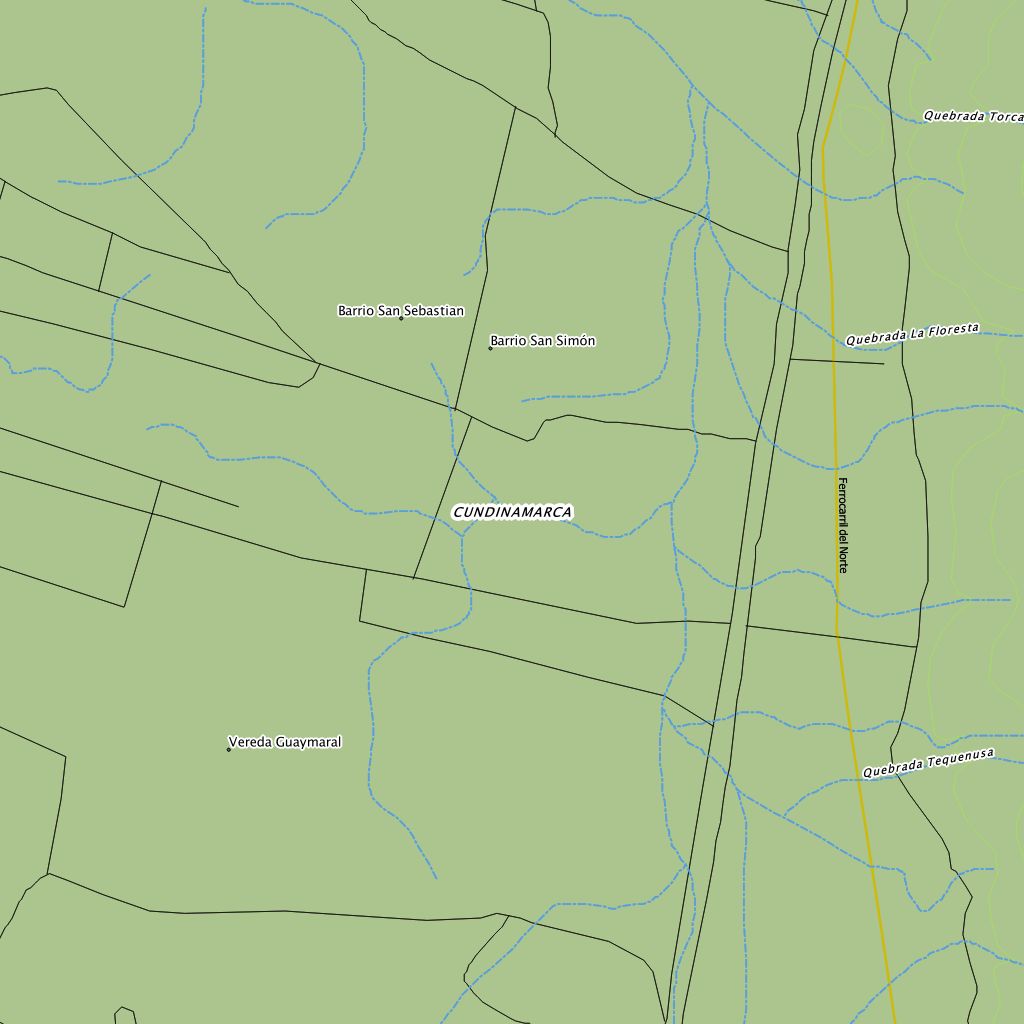 Quebrada Torca
Barrio San Sebastian
Quebrada La Floresta
Barrio San Simón
CUNDINAMARCA
Ferrocarril del Norte
Vereda Guaymaral
Quebrada Tequenusa